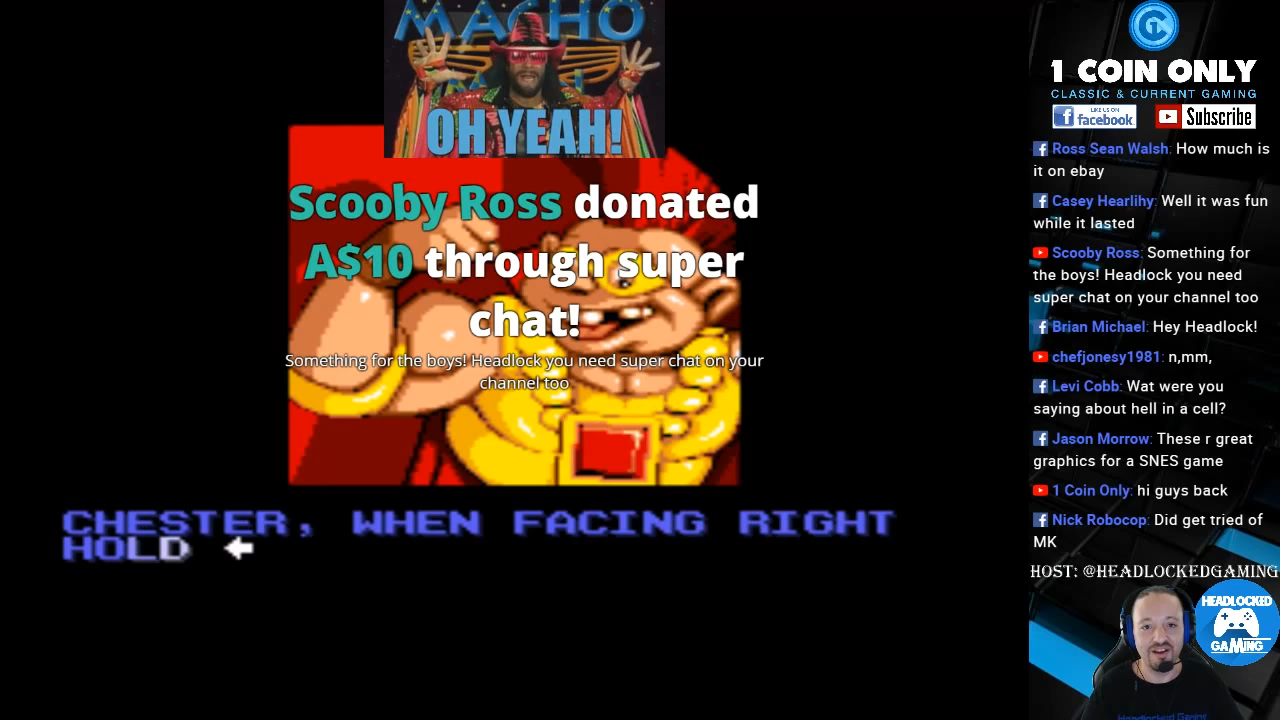 MACHO
OH YEAH!
Scooby Ross donated
A$10 through super
chat!
Something for the boys! Headlock you need super chat on your
channel too
CHESTER, WHEN FACING RIGHT
HOLD ←
1 COIN ONLY
CLASSIC & CURRENT GAMING
LIKE US ON
facebook
Subscribe
Ross Sean Walsh: How much is
it on ebay
Casey Hearlihy: Well it was fun
while it lasted
Scooby Ross: Something for
the boys! Headlock you need
super chat on your channel too
Brian Michael: Hey Headlock!
chefjonesy1981: n,mm,
Levi Cobb: Wat were you
saying about hell in a cell?
Jason Morrow: These r great
graphics for a SNES game
1 Coin Only: hi guys back
Nick Robocop: Did get tried of
MK
HOST: @HEADLOCKEDGAMING
HEADLOCKED
GAMING
Headlocked Gaming